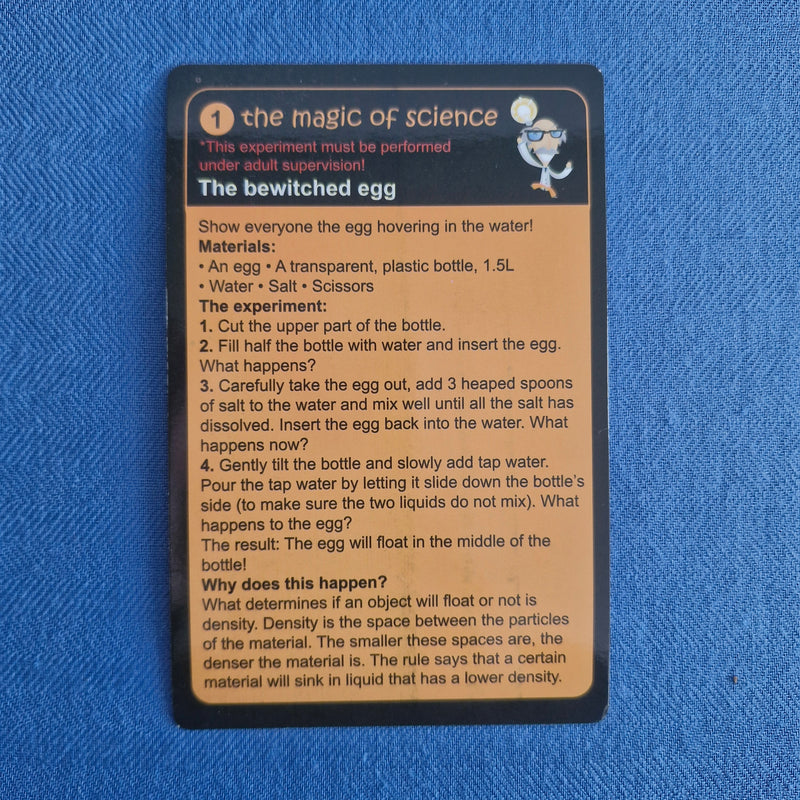 1 the magic of science
*This experiment must be performed
under adult supervision!
The bewitched egg
Show everyone the egg hovering in the water!
Materials:
• An egg • A transparent, plastic bottle, 1.5L
• Water • Salt • Scissors
The experiment:
1. Cut the upper part of the bottle.
2. Fill half the bottle with water and insert the egg.
What happens?
3. Carefully take the egg out, add 3 heaped spoons
of salt to the water and mix well until all the salt has
dissolved. Insert the egg back into the water. What
happens now?
4. Gently tilt the bottle and slowly add tap water.
Pour the tap water by letting it slide down the bottle's
side (to make sure the two liquids do not mix). What
happens to the egg?
The result: The egg will float in the middle of the
bottle!
Why does this happen?
What determines if an object will float or not is
density. Density is the space between the particles
of the material. The smaller these spaces are, the
denser the material is. The rule says that a certain
material will sink in liquid that has a lower density.